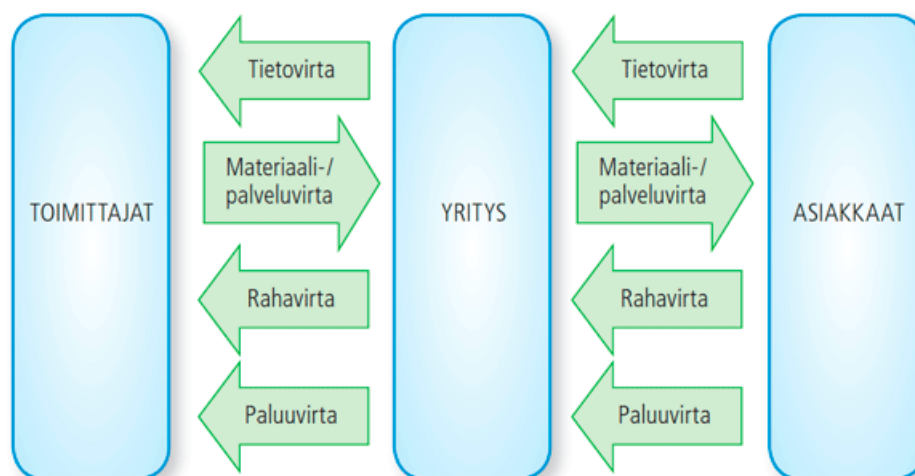 Tietovirta
Tietovirta
Materiaali-/
palveluvirta
Materiaali-/
palveluvirta
TOIMITTAJAT
YRITYS
ASIAKKAAT
Rahavirta
Rahavirta
Paluuvirta
Paluuvirta